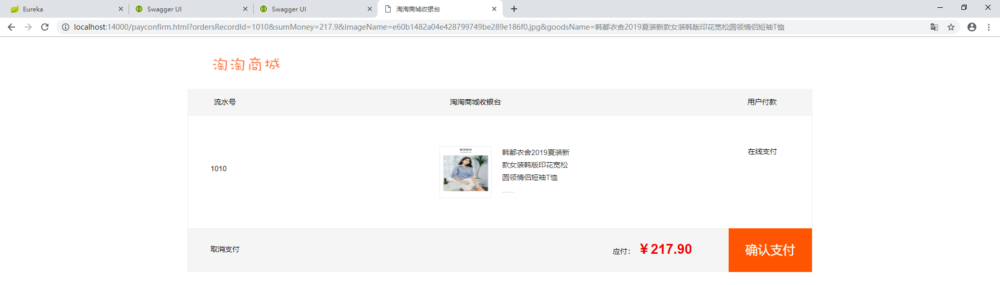 Eureka
Swagger UI
Swagger UI
淘淘商城收银台
localhost:14000/payconfirm.html?ordersRecordId=1010&sumMoney=217.9&imageName=e60b1482a04e428799749be289e186f0.jpg&goodsName=韩都衣舍2019夏装新款女装韩版印花宽松圆领情侣短袖T恤
淘淘商城
流水号
淘淘商城收银台
用户付款
1010
韩都衣舍2019夏装新
款女装韩版印花宽松
圆领情侣短袖T恤
......
在线支付
取消支付
应付：
￥217.90
确认支付